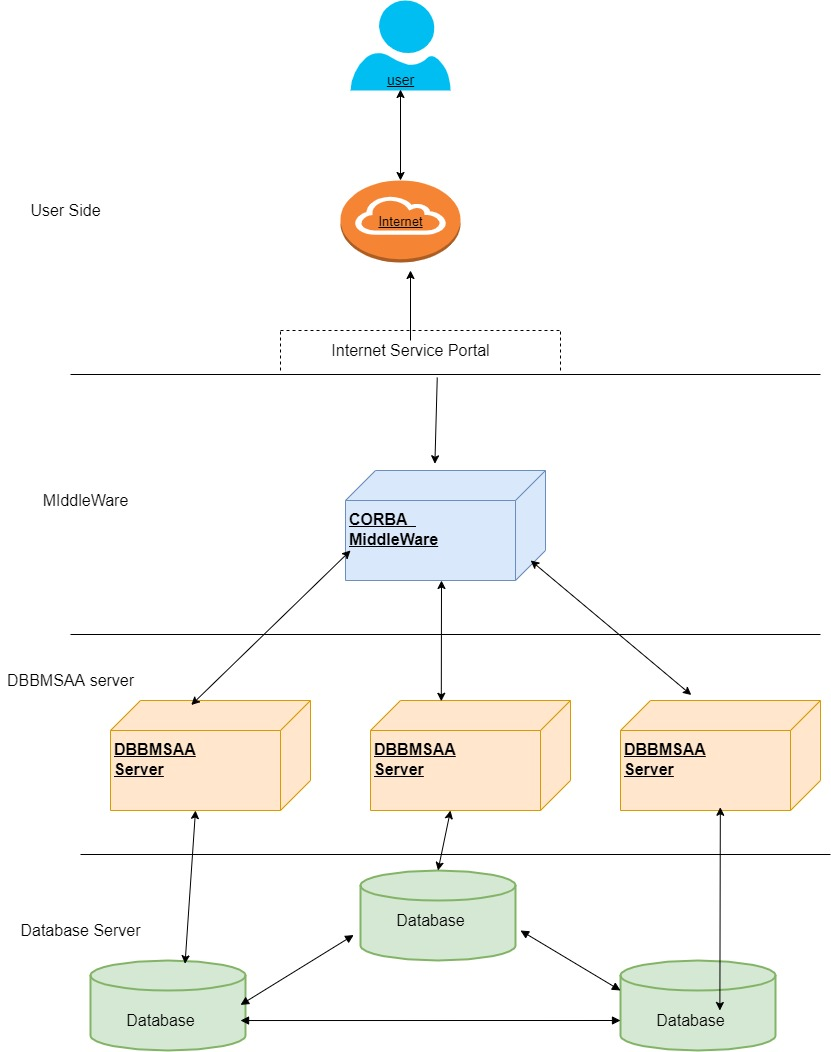 user
User Side
Internet
Internet Service Portal
MIddleWare
CORBA
MiddleWare
DBBMSAA server
DBBMSAA
Server
DBBMSAA
Server
DBBMSAA
Server
Database Server
Database
Database
Database